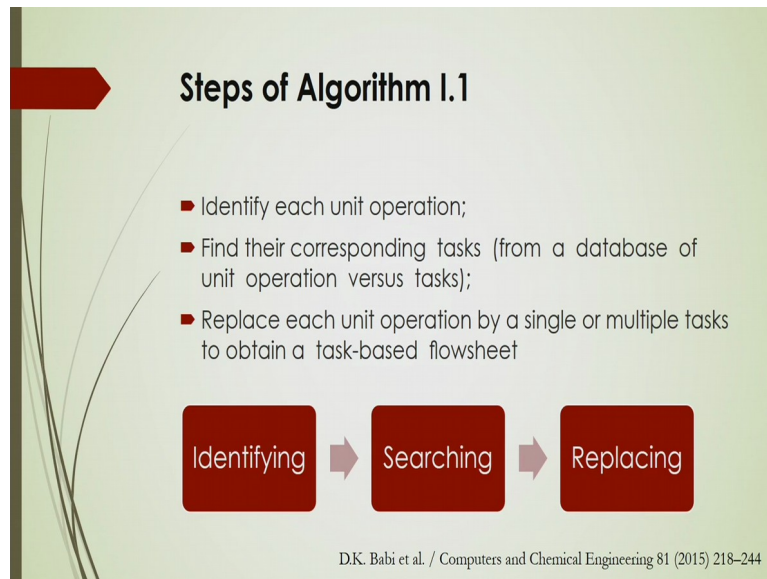 Steps of Algorithm I.1
Identify each unit operation;
Find their corresponding tasks (from a database of
unit operation versus tasks);
Replace each unit operation by a single or multiple tasks
to obtain a task-based flowsheet
Identifying
Searching
Replacing
D.K. Babi et al. / Computers and Chemical Engineering 81 (2015) 218–244